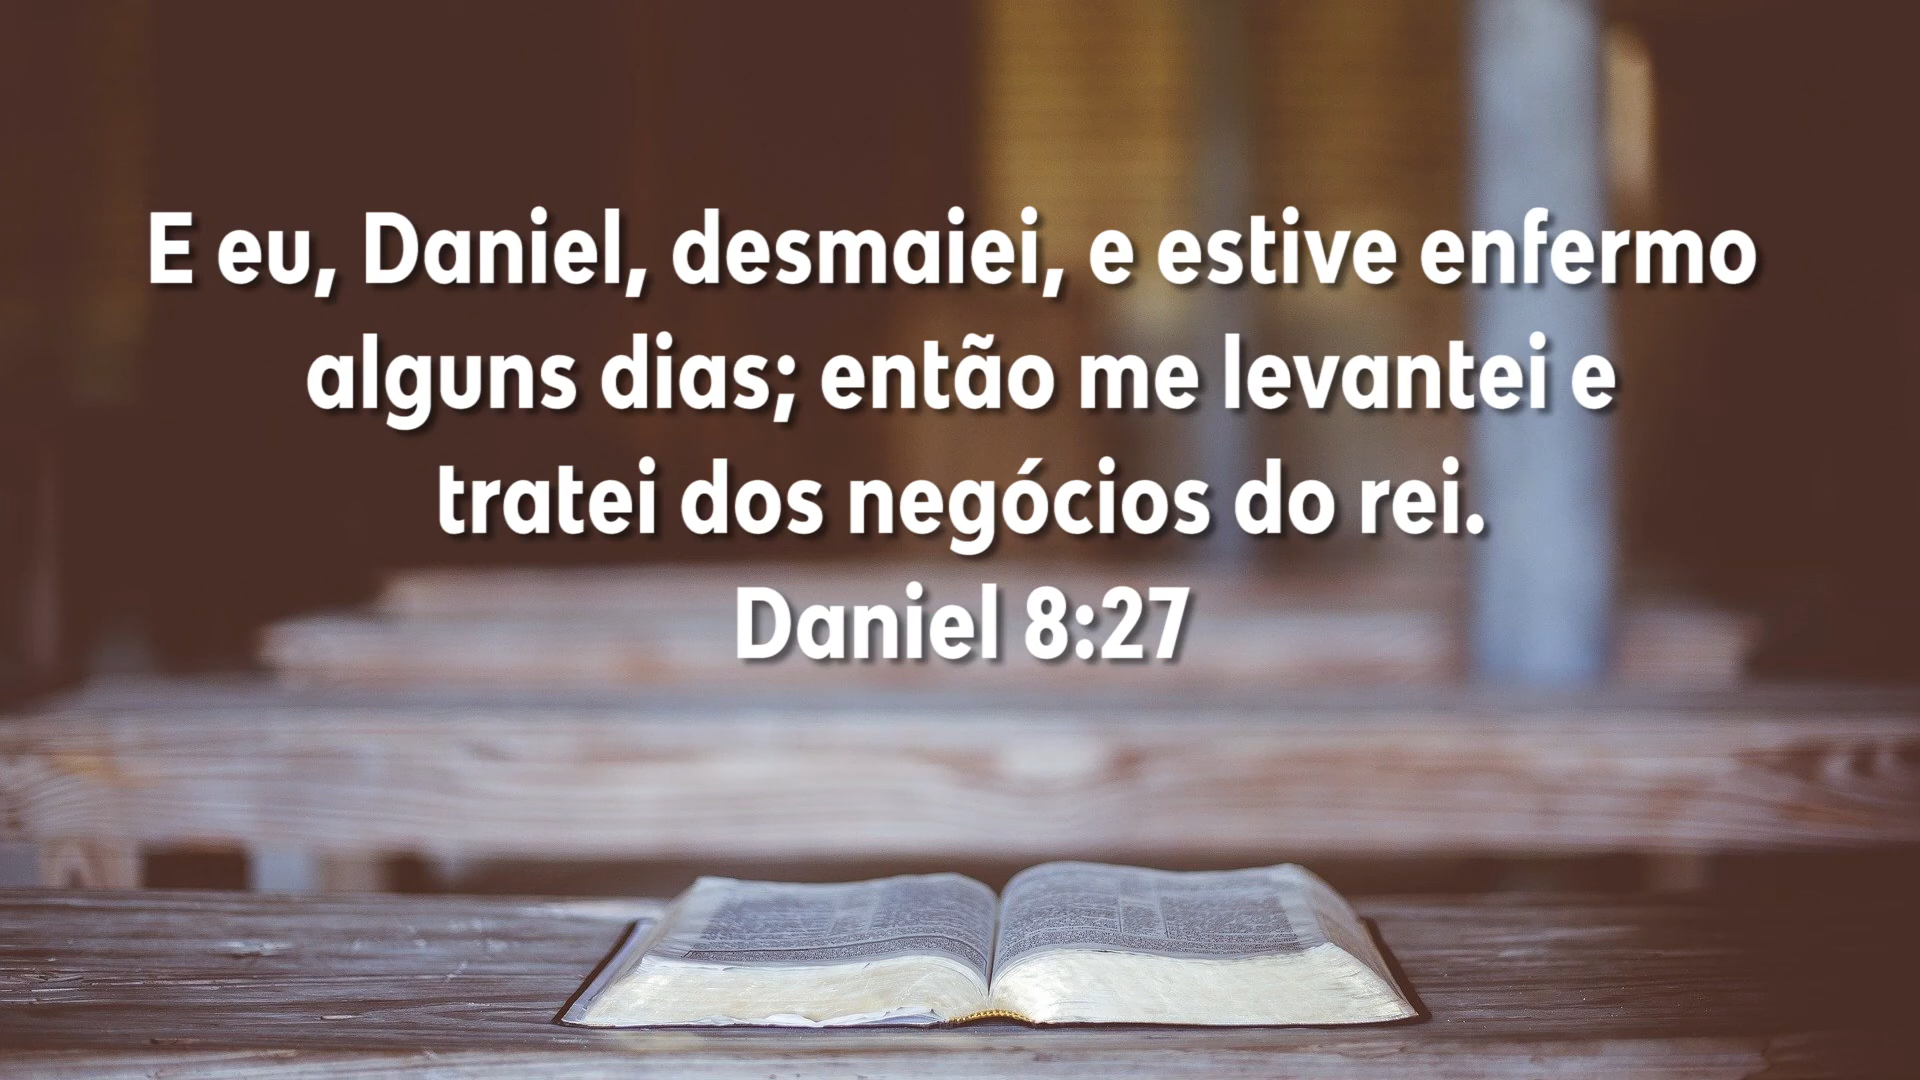 E eu, Daniel, desmaiei, e estive enfermo
alguns dias; então me levantei e
tratei dos negócios do rei.
Daniel 8:27